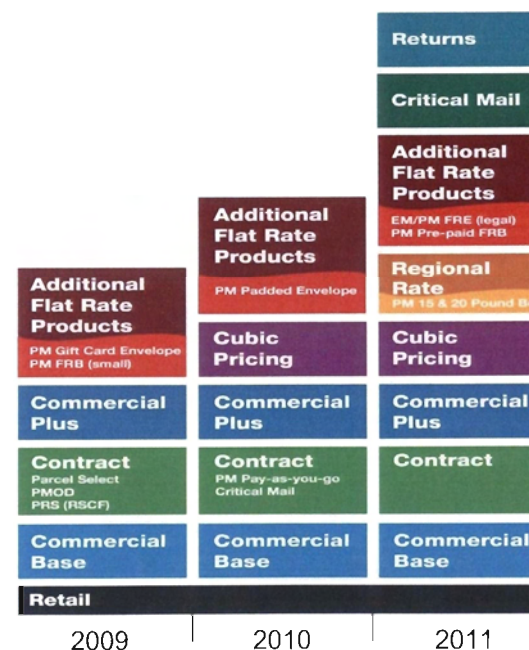 Returns
Critical Mail
Additional
Flat Rate
Products
EM/PM FRE (legal)
PM Pre-paid FRB
Additional
Flat Rate
Products
PM Padded Envelope
Regional
Rate
PM 15 & 20 Pound
Additional
Flat Rate
Products
PM Gift Card Envelope
PM FRB (small)
Cubic
Pricing
Cubic
Pricing
Commercial
Plus
Commercial
Plus
Commercial
Plus
Contract
Parcel Select
PMOD
PRS (RSCF)
Contract
PM Pay-as-you-go
Critical Mail
Contract
Commercial
Base
Commercial
Base
Commercial
Base
Retail
2009
2010
2011